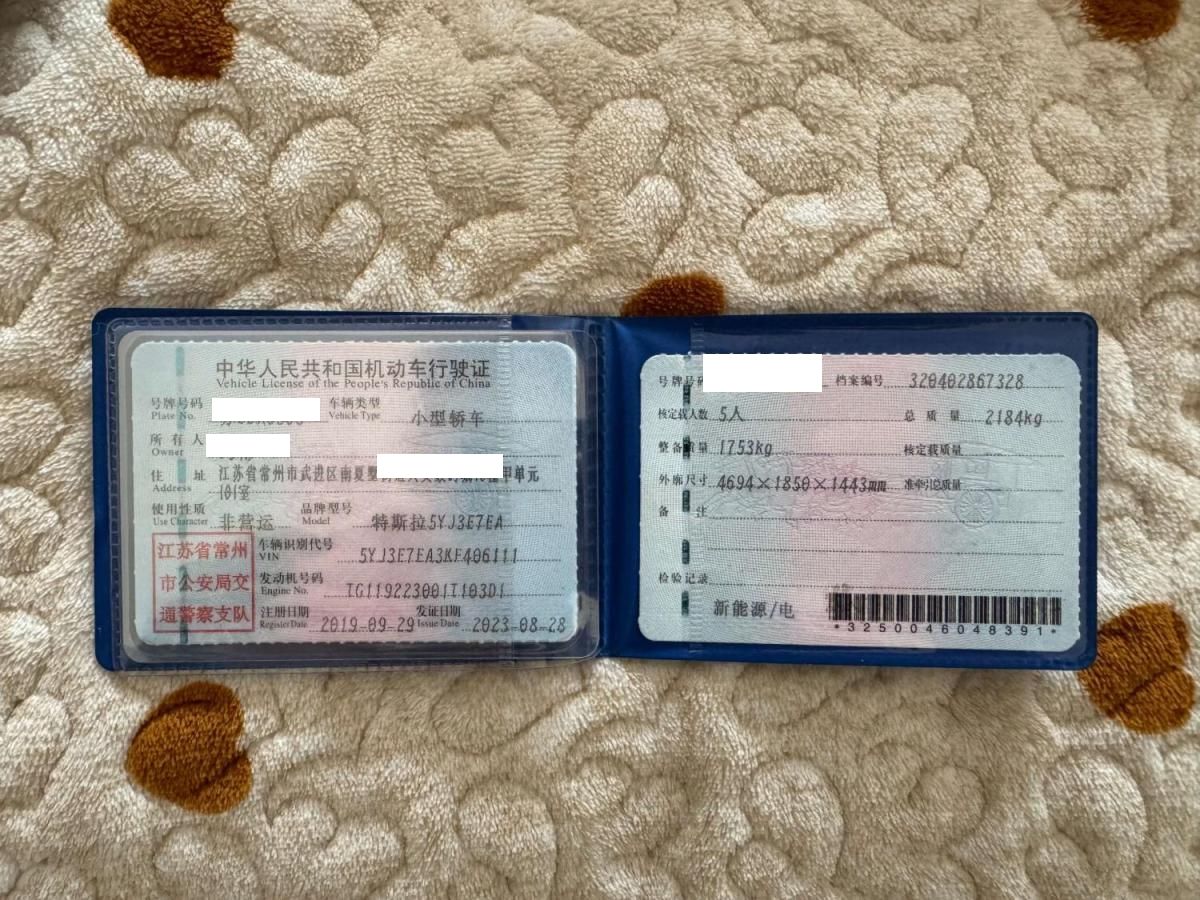 中华人民共和国机动车行驶证
Vehicle License of the People's Republic of China
号牌号码 Plate No. 车辆类型 Vehicle Type 小型轿车
所有人 Owner
住址 Address 江苏省常州市武进区南夏墅 甲单元
101室
使用性质 Use Character 非营运 品牌型号 Model 特斯拉5YJ3E7EA
江苏省常州
市公安局交
通警察支队
车辆识别代号 VIN 5YJ3E7EA3KF406111
发动机号码 Engine No. TG119223001T103D1
注册日期 Register Date 2019-09-29 发证日期 Issue Date 2023-08-28
号牌号码 档案编号 320402867328
核定载人数 5人 总质量 2184kg
整备质量 1753kg 核定载质量
外廓尺寸 4694×1850×1443mm 准牵引总质量
备注
检验记录
新能源/电
*3250046048391*